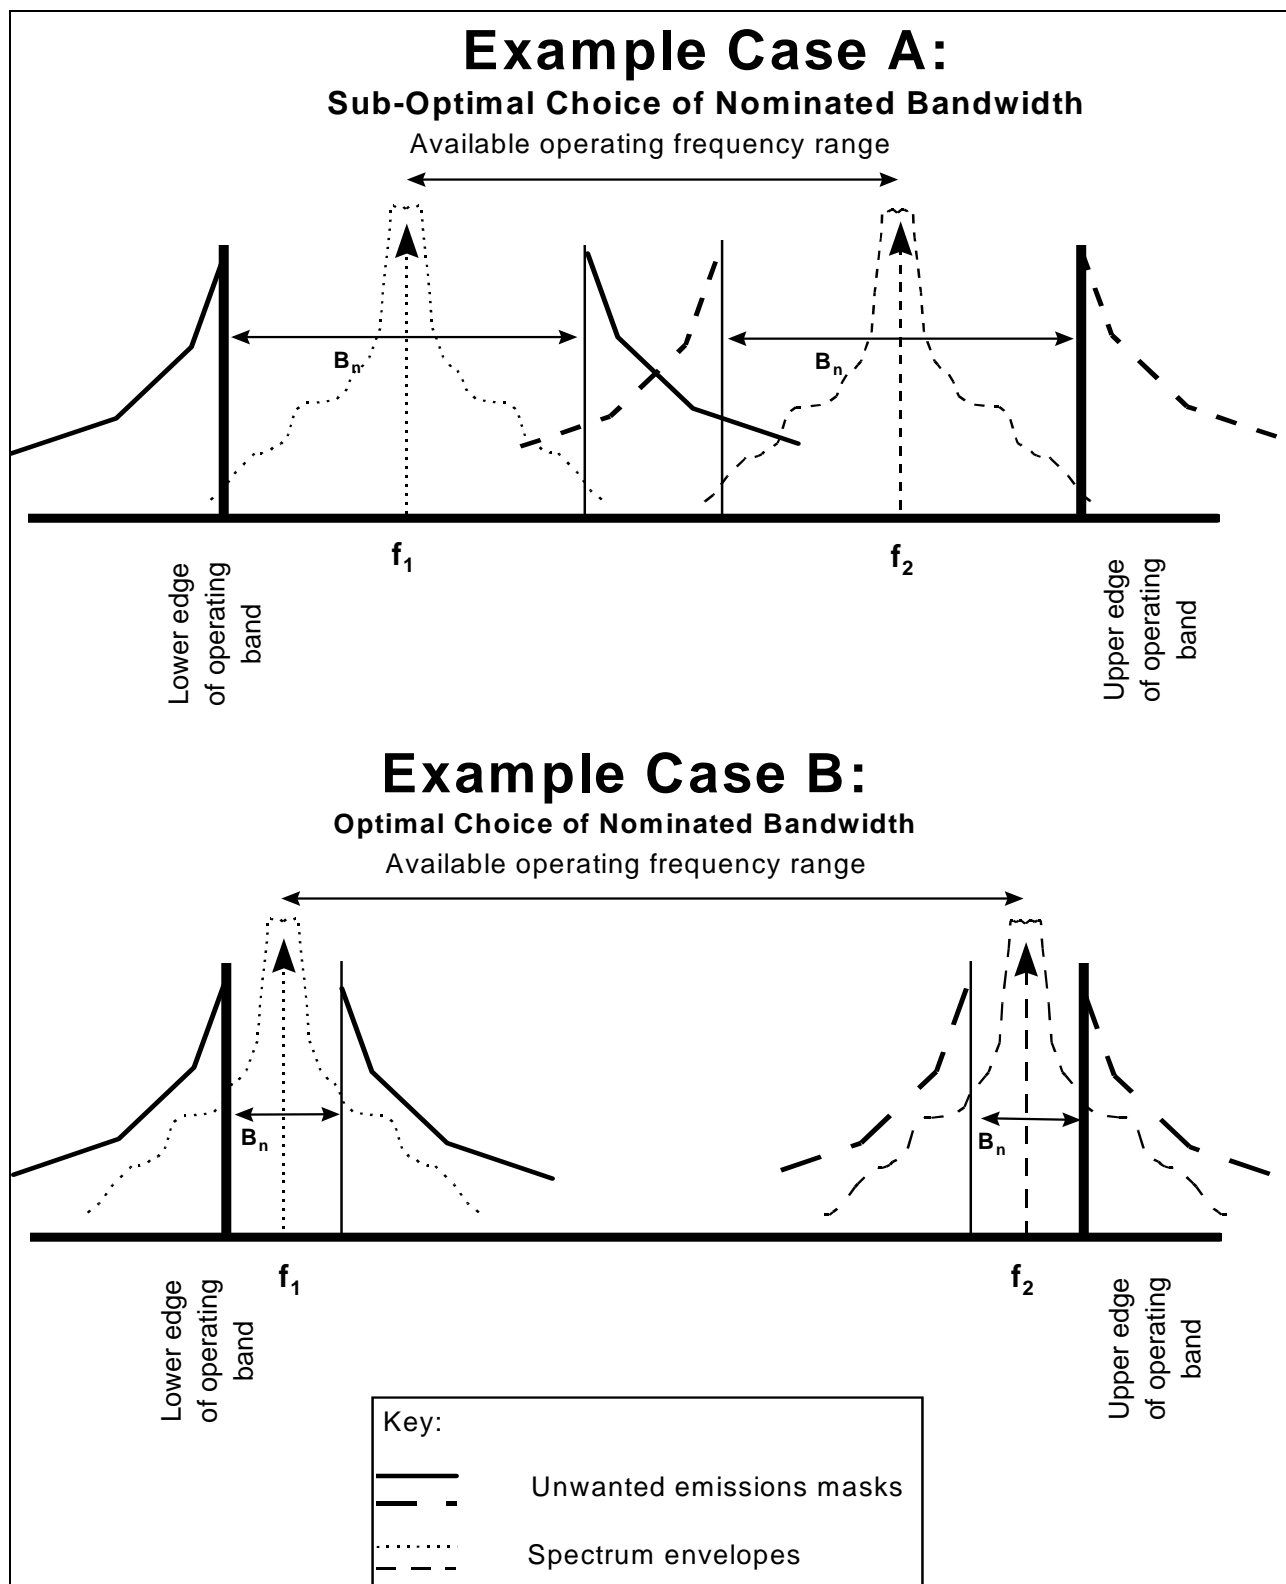 Example Case A:
Sub-Optimal Choice of Nominated Bandwidth
Available operating frequency range
Bn
Bn
f1
f2
Lower edge
of operating
band
Upper edge
of operating
band
Example Case B:
Optimal Choice of Nominated Bandwidth
Available operating frequency range
Bn
Bn
f1
f2
Lower edge
of operating
band
Upper edge
of operating
band
Key:
Unwanted emissions masks
Spectrum envelopes